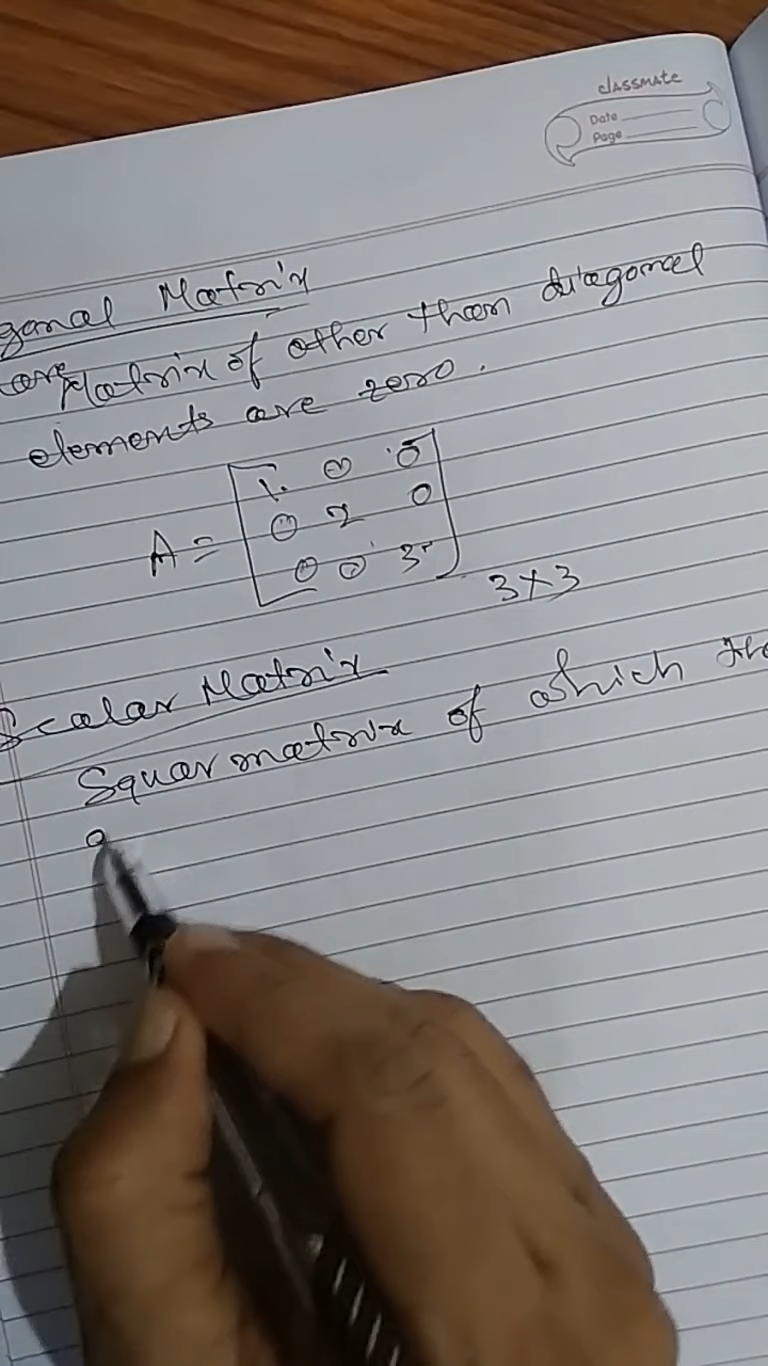 classmate
Date
Page
gonal Matrix
are Matrix of other than diagonal
elements are zero.
A = [1 0 0
0 2 0
0 0 3] 3×3
Scalar Matrix
Squar matrix of which the